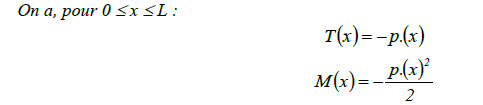 On a, pour 0 ≤x ≤L :
T(x)=-p.(x)
M(x)=-p.(x)²/2